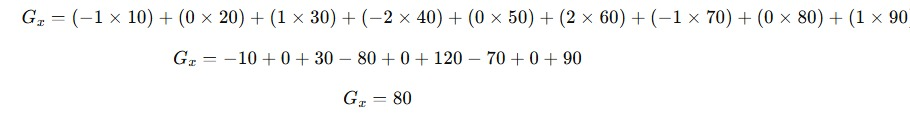 Gₓ = (−1 × 10) + (0 × 20) + (1 × 30) + (−2 × 40) + (0 × 50) + (2 × 60) + (−1 × 70) + (0 × 80) + (1 × 90
Gₓ = −10 + 0 + 30 − 80 + 0 + 120 − 70 + 0 + 90
Gₓ = 80